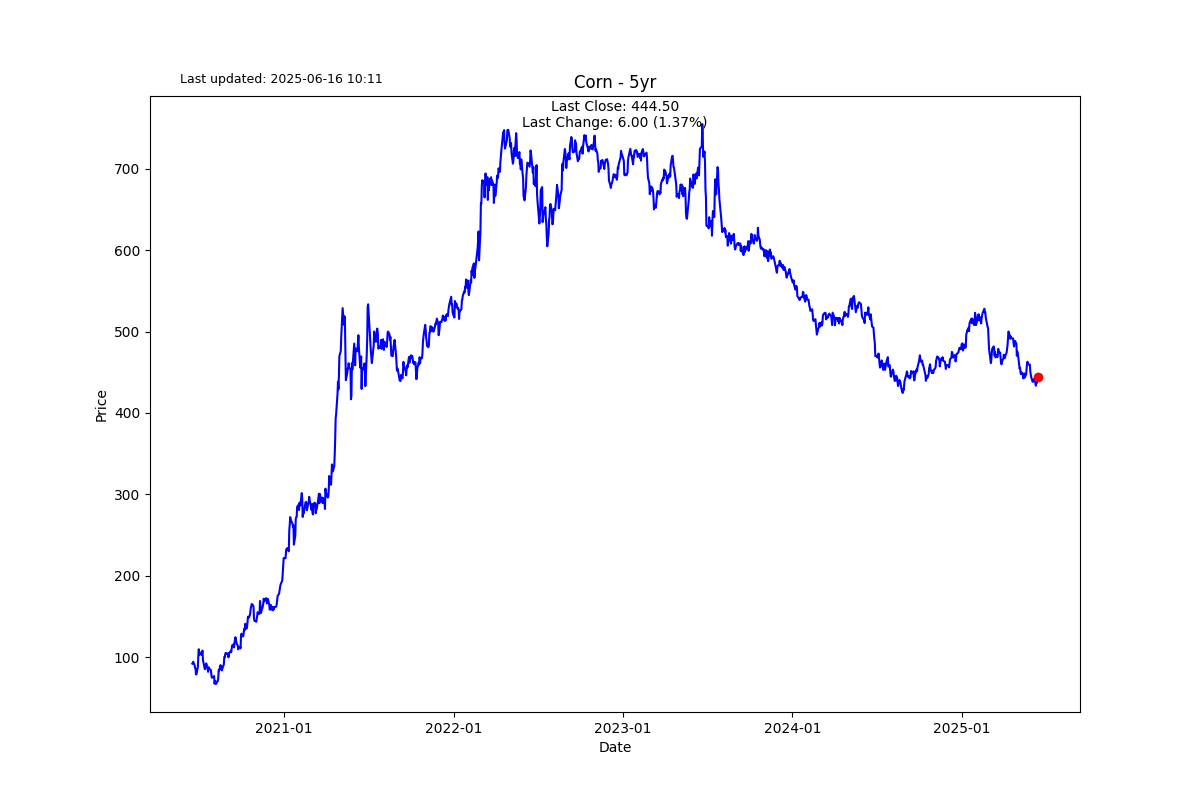 Last updated: 2025-06-16 10:11
Corn - 5yr
Last Close: 444.50
Last Change: 6.00 (1.37%)
700
600
500
400
300
200
100
Price
2021-01
2022-01
2023-01
2024-01
2025-01
Date